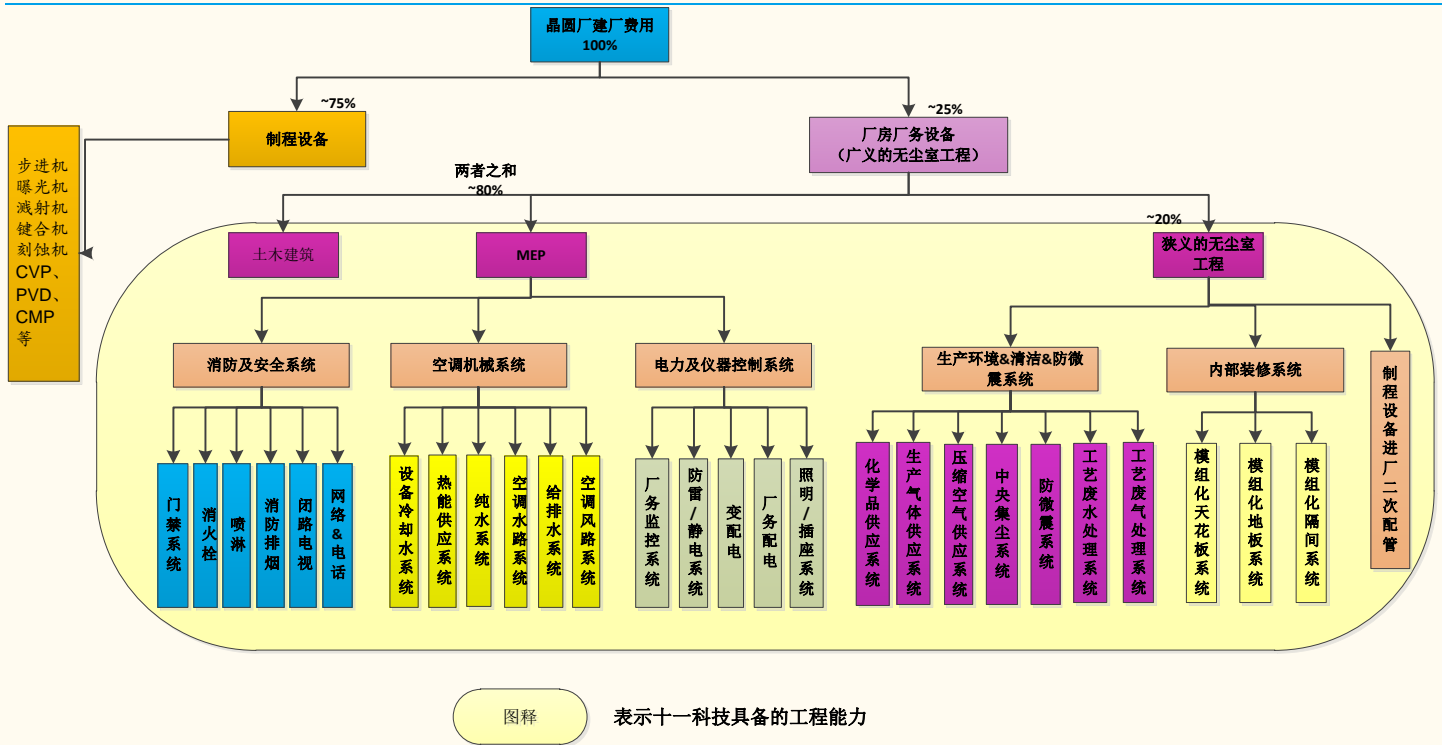 晶圆厂建厂费用
100%
~75%
~25%
制程设备
厂房厂务设备
（广义的无尘室工程）
步进机
曝光机
溅射机
键合机
刻蚀机
CVP、
PVD、
CMP
等
两者之和
~80%
~20%
土木建筑
MEP
狭义的无尘室
工程
消防及安全系统
空调机械系统
电力及仪器控制系统
生产环境&清洁&防微
震系统
内部装修系统
制程设备进厂二次配管
门禁系统
消火栓
喷淋
消防排烟
闭路电视
网络&电话
设备冷却水系统
热能供应系统
纯水系统
空调水路系统
给排水系统
空调风路系统
厂务监控系统
防雷/静电系统
变配电
厂务配电
照明/插座系统
化学品供应系统
生产气体供应系统
压缩空气供应系统
中央集尘系统
防微震系统
工艺废水处理系统
工艺废气处理系统
模组化天花板系统
模组化地板系统
模组化隔间系统
图释
表示十一科技具备的工程能力